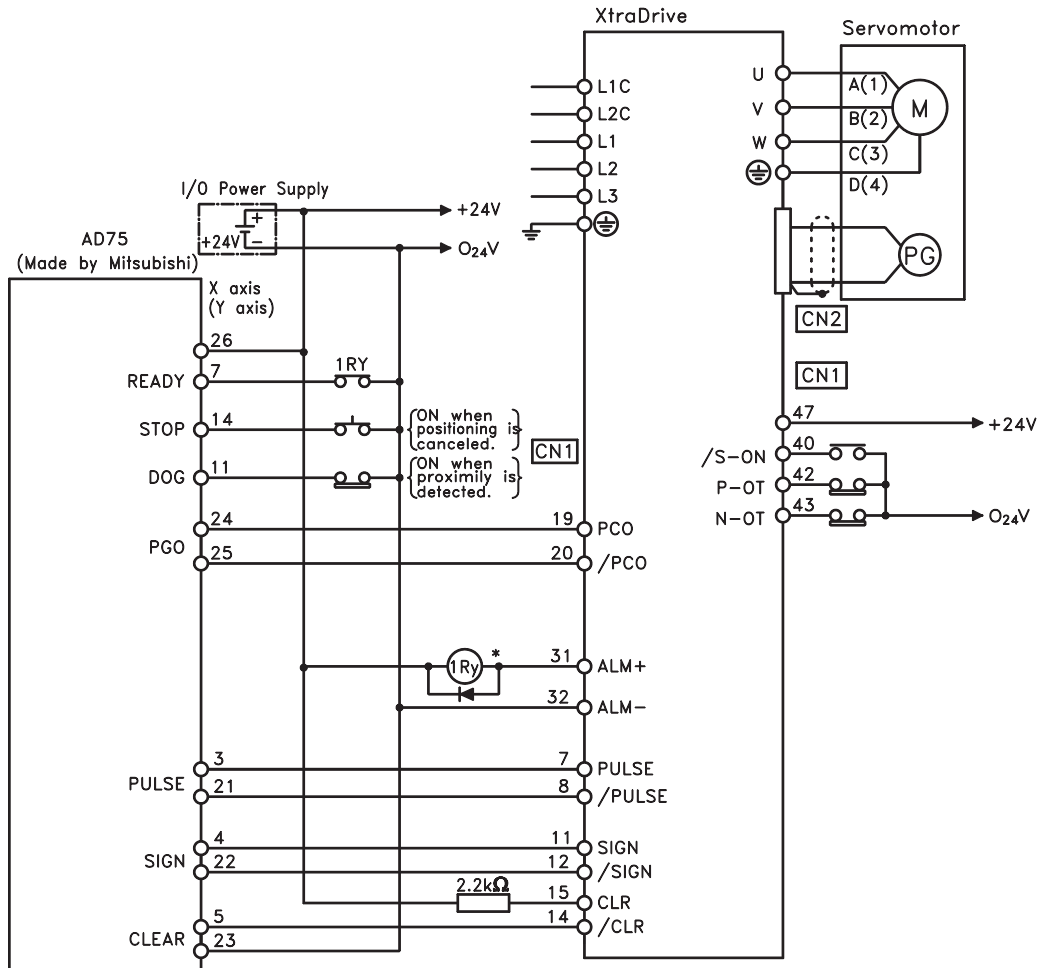 XtraDrive
Servomotor
L1C
L2C
L1
L2
L3
U
V
W
A(1)
B(2)
C(3)
D(4)
M
PG
CN2
CN1
I/O Power Supply
+24V
+
−
+24V
O24V
AD75
(Made by Mitsubishi)
X axis
(Y axis)
26
READY 7 1RY
STOP 14
ON when
positioning is
canceled.
DOG 11
ON when
proximily is
detected.
CN1
47 +24V
/S-ON 40
P-OT 42
N-OT 43 O24V
PGO
24 19 PCO
25 20 /PCO
1Ry * 31 ALM+
32 ALM−
PULSE
3 7 PULSE
21 8 /PULSE
SIGN
4 11 SIGN
22 12 /SIGN
2.2kΩ 15 CLR
CLEAR
5 14 /CLR
23